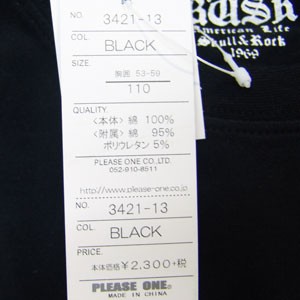 BUSH
American Life
Skull&Rock
1969
NO. 3421-13
COL. BLACK
SIZE.
胸囲 53-59
110
QUALITY.
<本体> 綿 100%
<附属> 綿 95%
ポリウレタン 5%
PLEASE ONE CO.,LTD.
052-910-8511
http://www.please-one.co.jp
NO. 3421-13
COL. BLACK
PRICE.
本体価格 ¥2,300+税
PLEASE ONE.
MADE IN CHINA